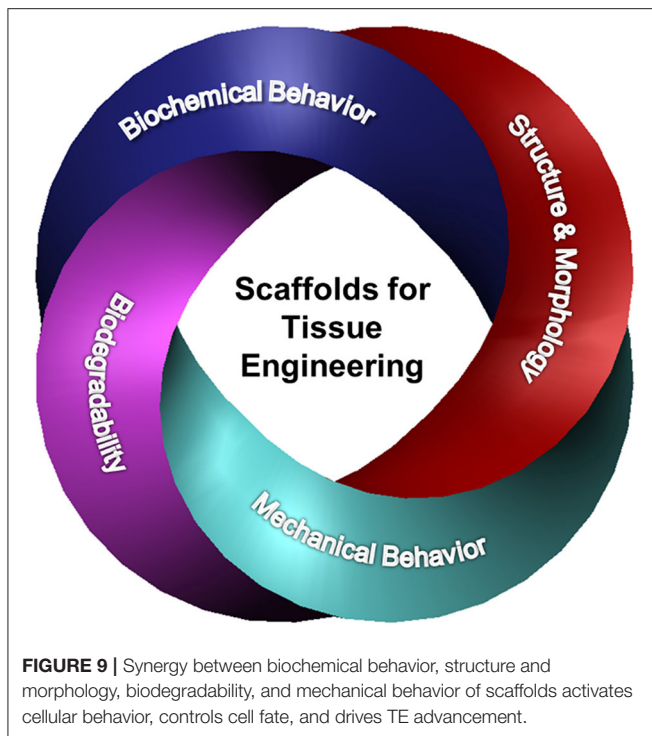 Biochemical Behavior
Structure & Morphology
Scaffolds for
Tissue
Engineering
Biodegradability
Mechanical Behavior
FIGURE 9 | Synergy between biochemical behavior, structure and
morphology, biodegradability, and mechanical behavior of scaffolds activates
cellular behavior, controls cell fate, and drives TE advancement.